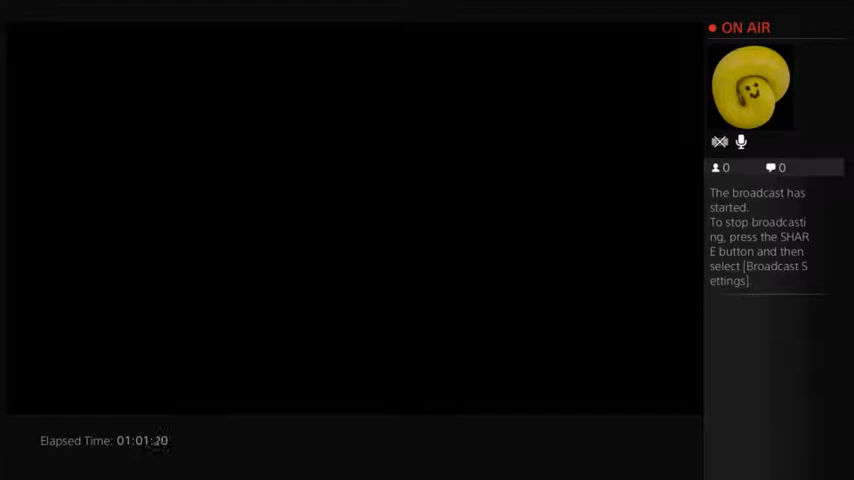 ON AIR
0 0
The broadcast has
started.
To stop broadcasti
ng, press the SHAR
E button and then
select [Broadcast S
ettings].
Elapsed Time: 01:01:20